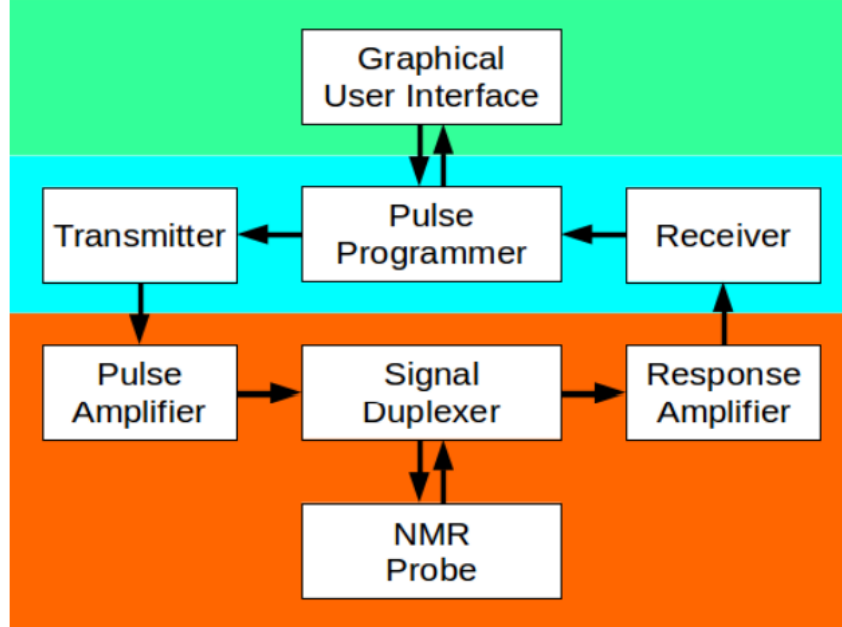 Graphical
User Interface
Transmitter
Pulse
Programmer
Receiver
Pulse
Amplifier
Signal
Duplexer
Response
Amplifier
NMR
Probe